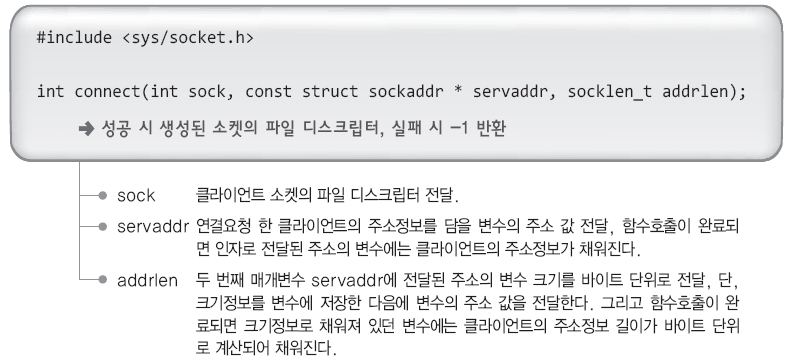 #include <sys/socket.h>
int connect(int sock, const struct sockaddr * servaddr, socklen_t addrlen);
➔ 성공 시 생성된 소켓의 파일 디스크립터, 실패 시 -1 반환
sock 클라이언트 소켓의 파일 디스크립터 전달.
servaddr 연결요청 한 클라이언트의 주소정보를 담을 변수의 주소 값 전달, 함수호출이 완료되
면 인자로 전달된 주소의 변수에는 클라이언트의 주소정보가 채워진다.
addrlen 두 번째 매개변수 servaddr에 전달된 주소의 변수 크기를 바이트 단위로 전달, 단,
크기정보를 변수에 저장한 다음에 변수의 주소 값을 전달한다. 그리고 함수호출이 완
료되면 크기정보로 채워져 있던 변수에는 클라이언트의 주소정보 길이가 바이트 단위
로 계산되어 채워진다.